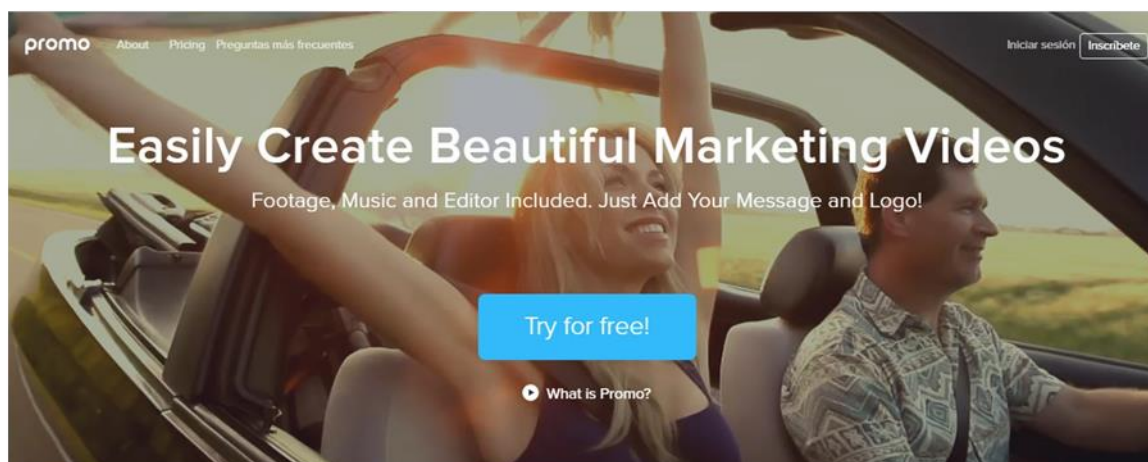 promo About Pricing Preguntas más frecuentes Iniciar sesión Inscríbete
Easily Create Beautiful Marketing Videos
Footage, Music and Editor Included. Just Add Your Message and Logo!
Try for free!
What is Promo?